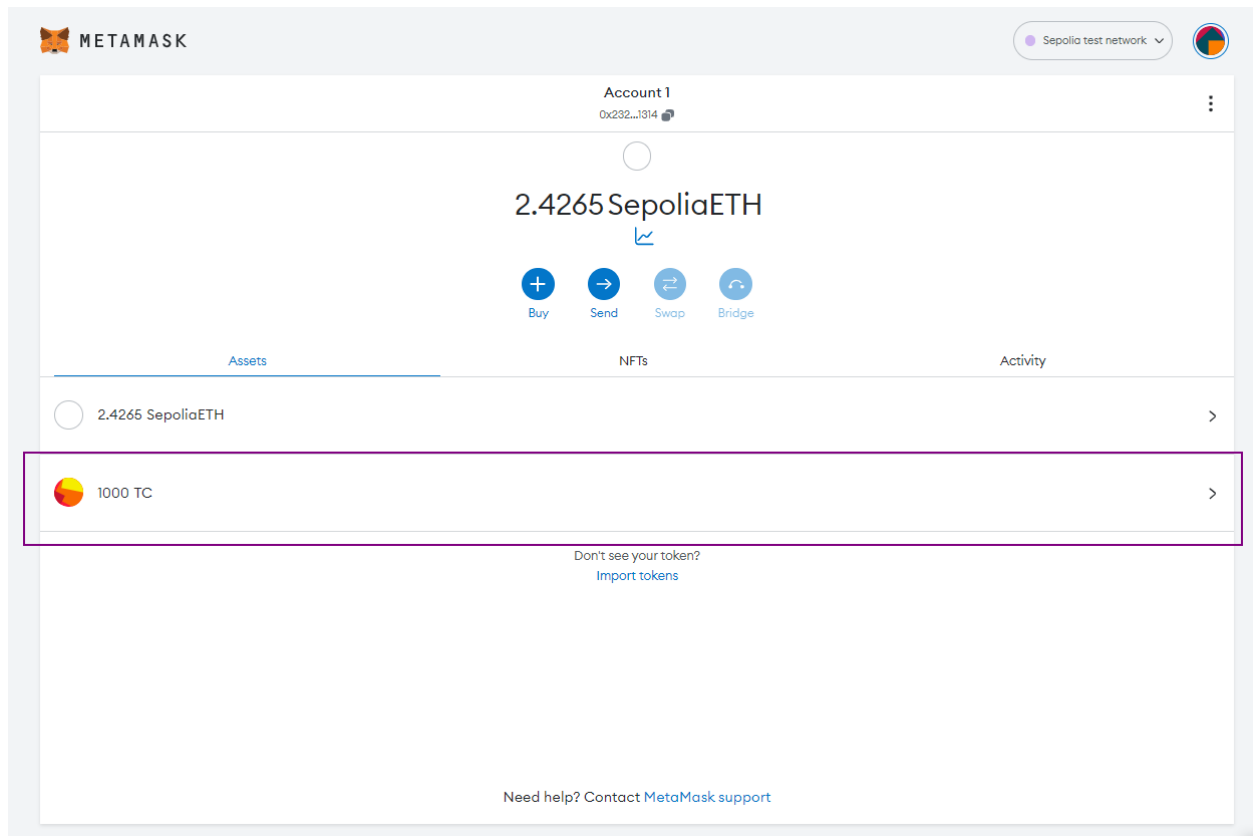 METAMASK
Sepolia test network
Account 1
0x232...1314
2.4265 SepoliaETH
Buy Send Swap Bridge
Assets NFTs Activity
2.4265 SepoliaETH
1000 TC
Don't see your token?
Import tokens
Need help? Contact MetaMask support